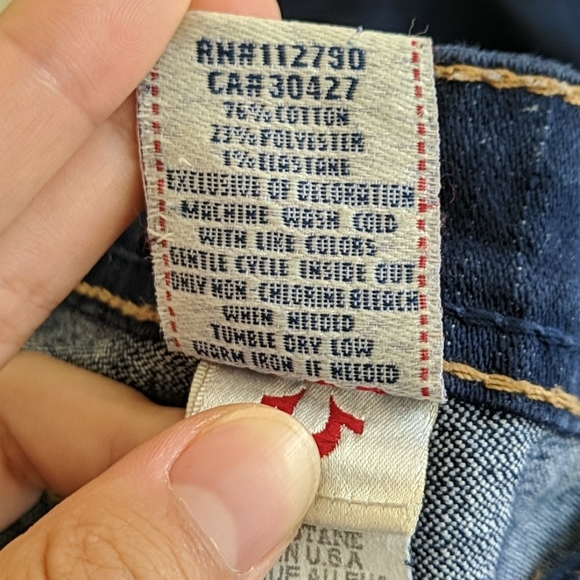 RN#112790
CA#30427
76% COTTON
23% POLYESTER
1% ELASTANE
EXCLUSIVE OF DECORATION
MACHINE WASH COLD
WITH LIKE COLORS
GENTLE CYCLE INSIDE OUT
ONLY NON CHLORINE BLEACH
WHEN NEEDED
TUMBLE DRY LOW
WARM IRON IF NEEDED
U.S.A